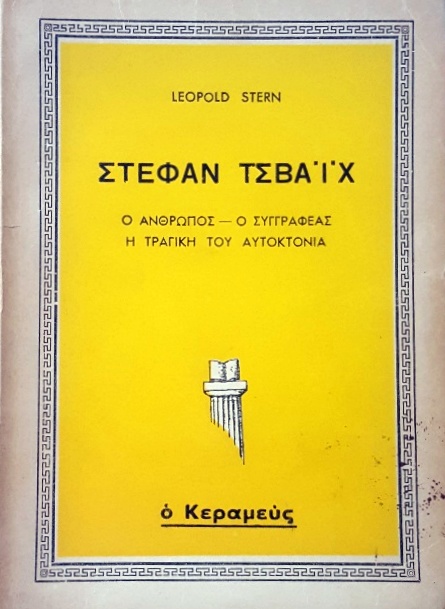 LEOPOLD STERN
ΣΤΕΦΑΝ ΤΣΒΑΪΧ
Ο ΑΝΘΡΩΠΟΣ — Ο ΣΥΓΓΡΑΦΕΑΣ
Η ΤΡΑΓΙΚΗ ΤΟΥ ΑΥΤΟΚΤΟΝΙΑ
ὁ Κεραμεύς